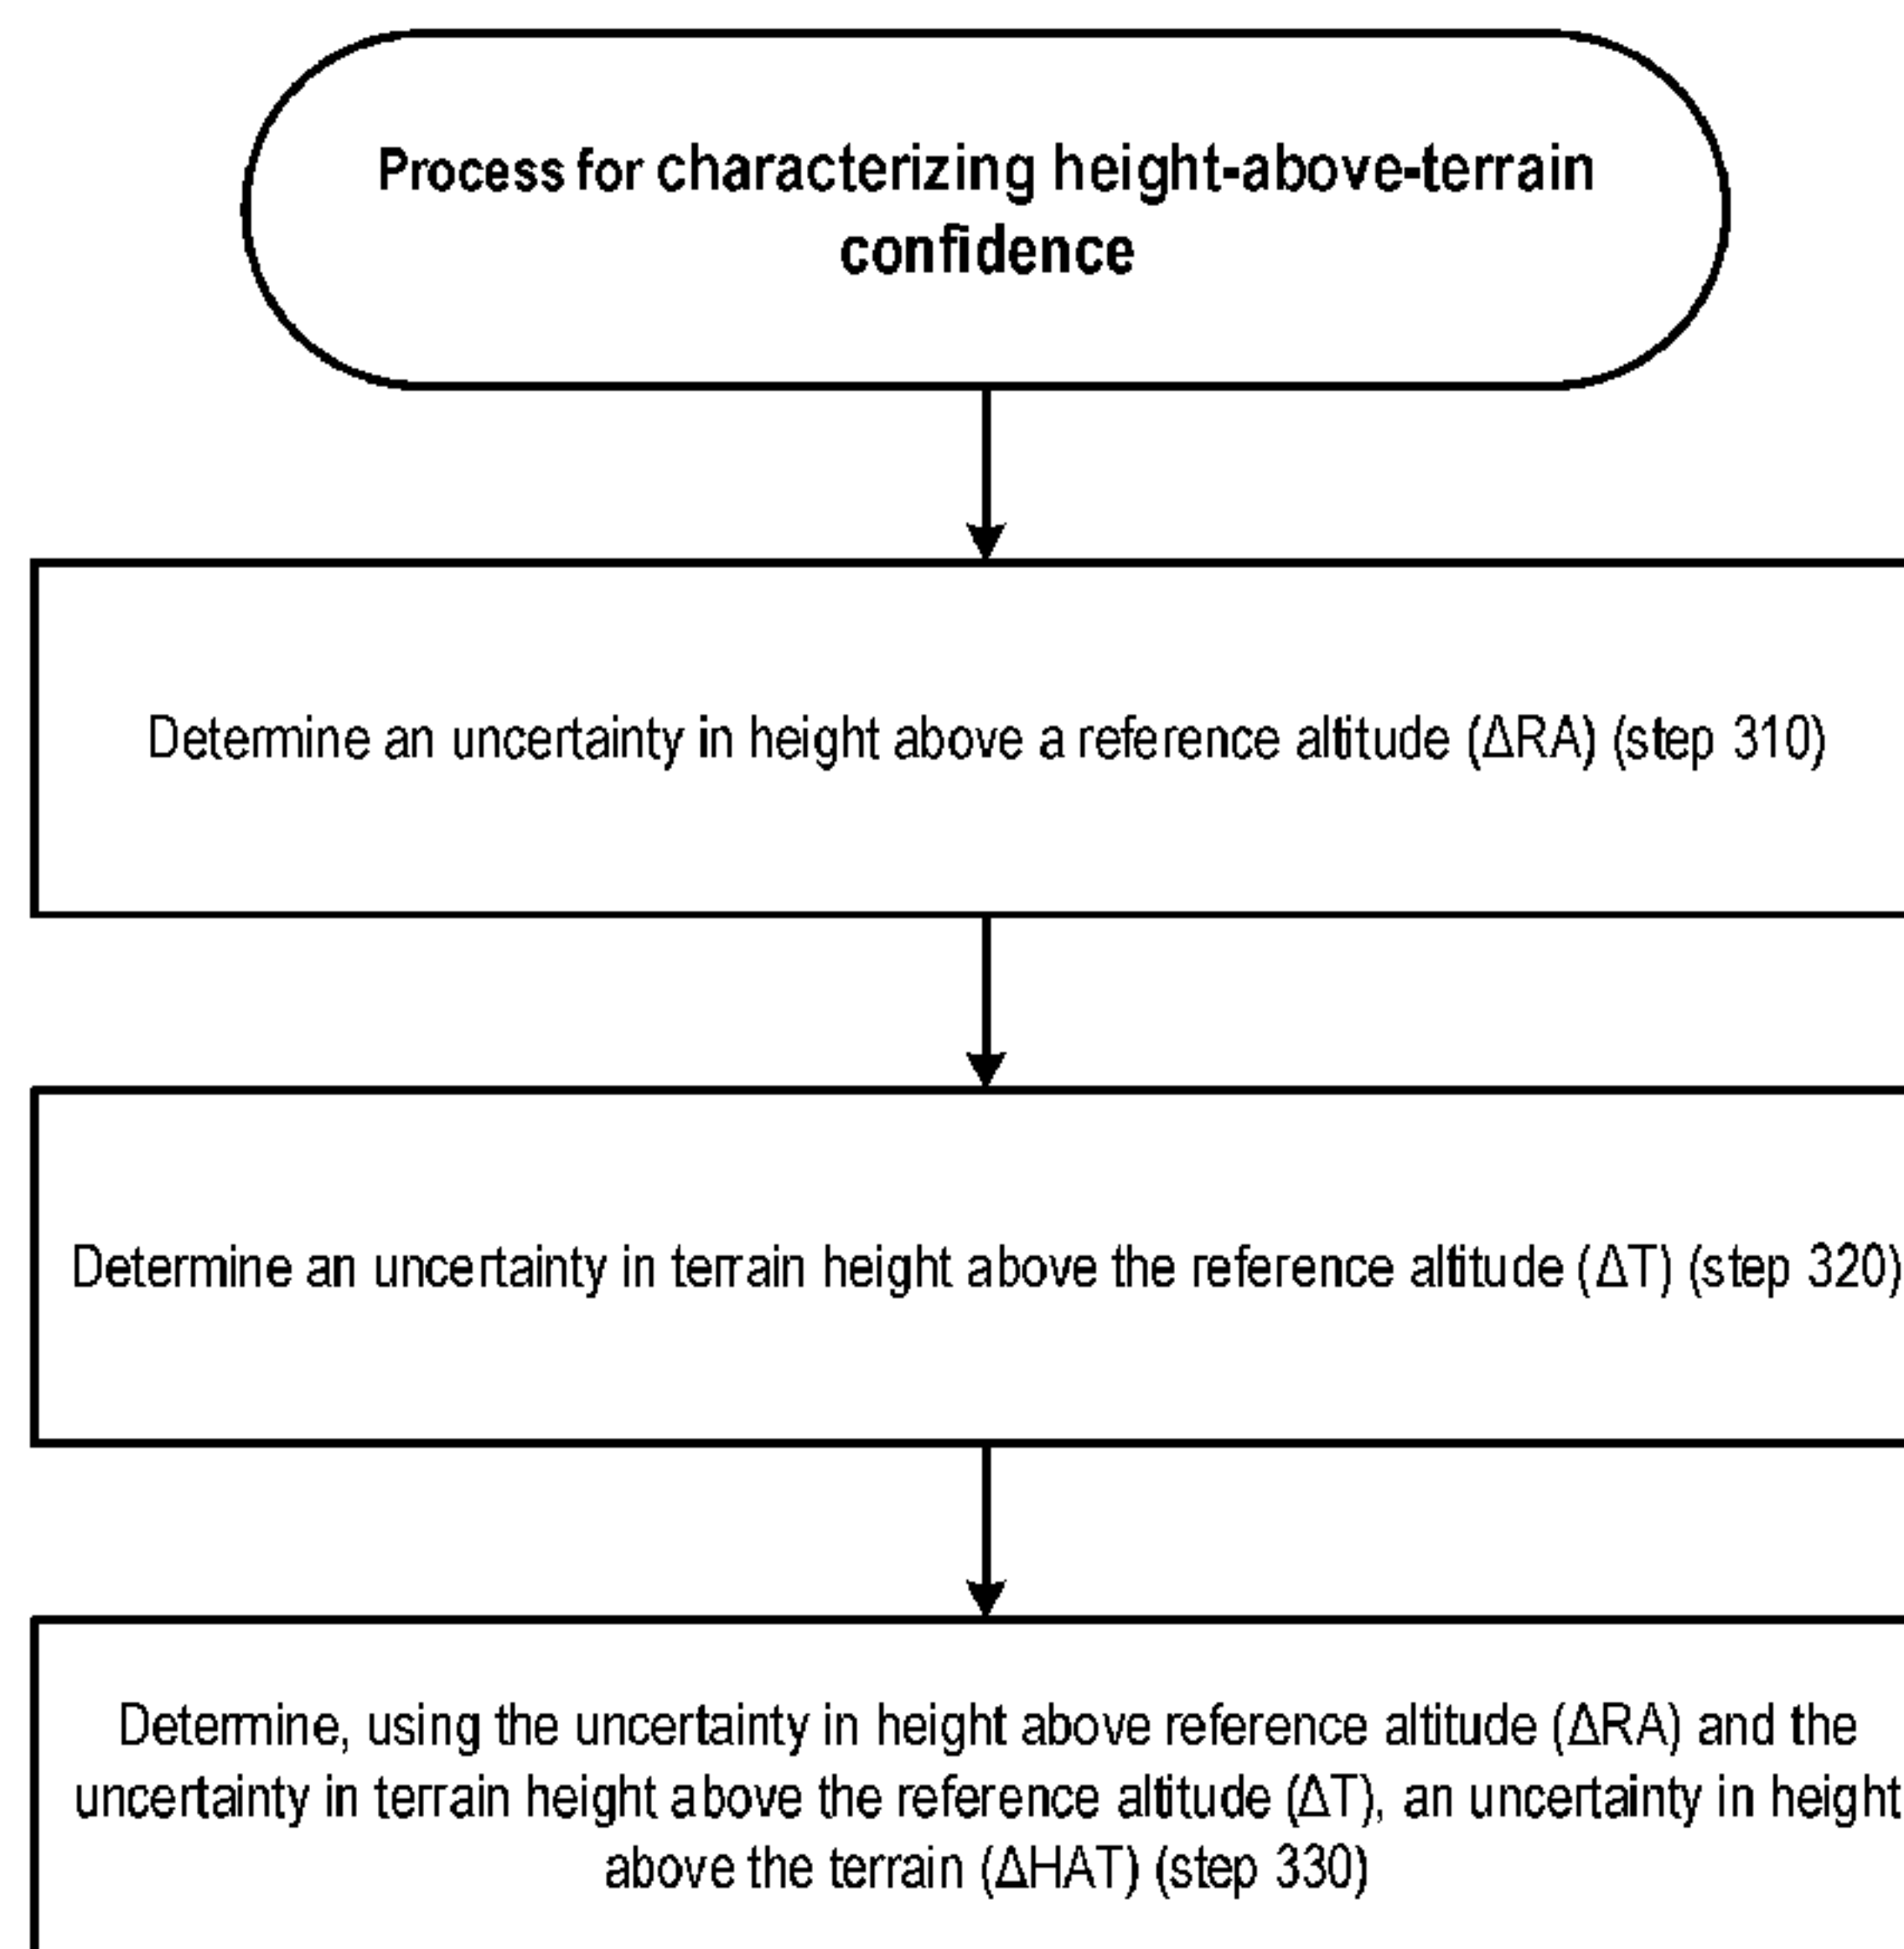 Process for characterizing height-above-terrain
confidence
Determine an uncertainty in height above a reference altitude (ΔRA) (step 310)
Determine an uncertainty in terrain height above the reference altitude (ΔT) (step 320)
Determine, using the uncertainty in height above reference altitude (ΔRA) and the
uncertainty in terrain height above the reference altitude (ΔT), an uncertainty in height
above the terrain (ΔHAT) (step 330)